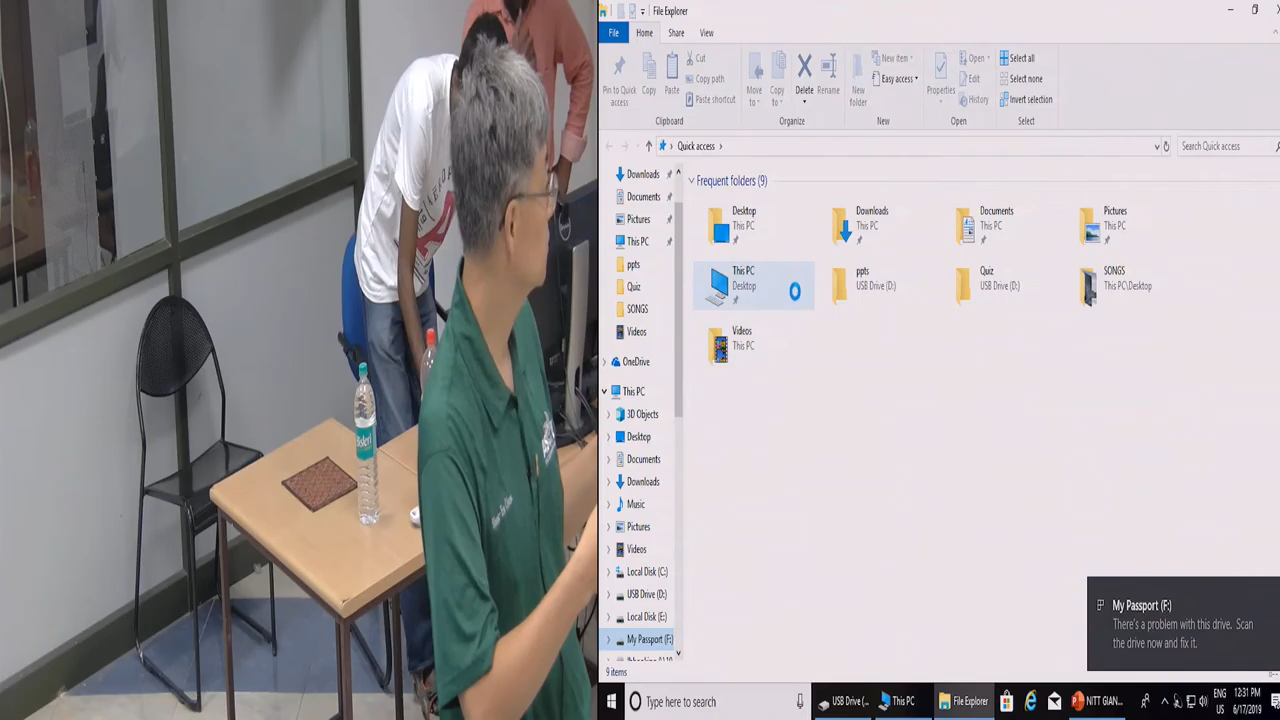 File Explorer
File Home Share View
Pin to Quick access
Copy
Paste
Cut
Copy path
Paste shortcut
Clipboard
Move to
Copy to
Delete
Rename
Organize
New folder
New item
Easy access
New
Properties
Open
Edit
History
Open
Select all
Select none
Invert selection
Select
Quick access
Search Quick access
Downloads
Documents
Pictures
This PC
ppts
Quiz
SONGS
Videos
OneDrive
This PC
3D Objects
Desktop
Documents
Downloads
Music
Pictures
Videos
Local Disk (C:)
USB Drive (D:)
Local Disk (E:)
My Passport (F:)
Frequent folders (9)
Desktop
This PC
Downloads
This PC
Documents
This PC
Pictures
This PC
This PC
Desktop
ppts
USB Drive (D:)
Quiz
USB Drive (D:)
SONGS
This PC\Desktop
Videos
This PC
My Passport (F:)
There's a problem with this drive. Scan
the drive now and fix it.
9 items
Type here to search
USB Drive (...
This PC
File Explorer
NITT GIAN...
ENG
US
12:31 PM
6/17/2019
Bisleri
DELL